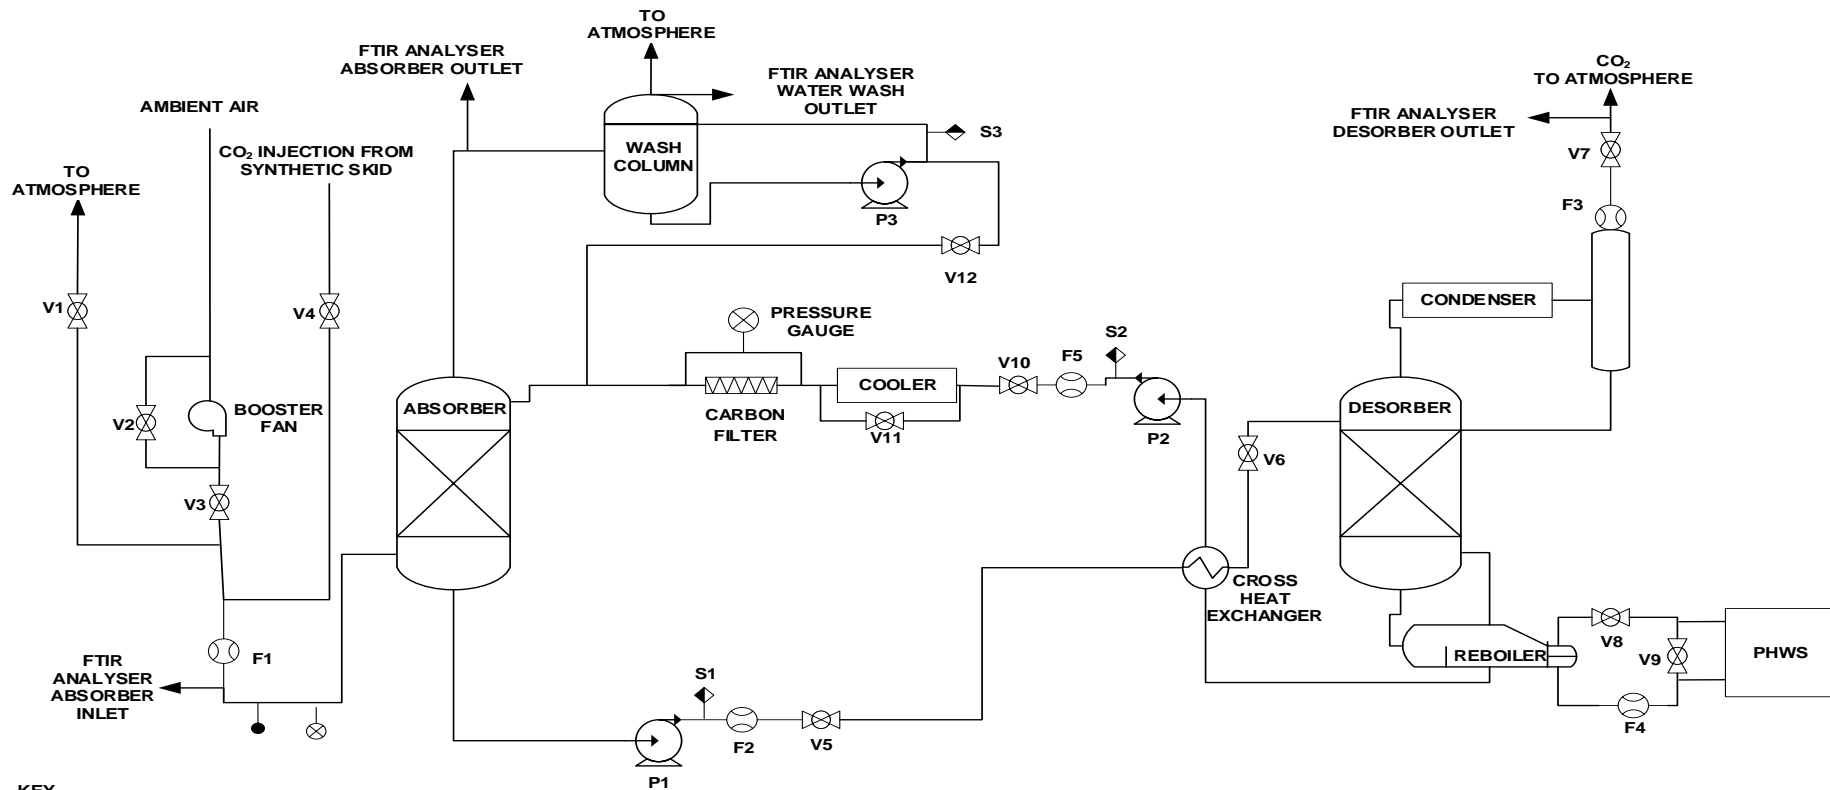 TO
ATMOSPHERE
FTIR ANALYSER
ABSORBER OUTLET
FTIR ANALYSER
WATER WASH
OUTLET
CO₂
TO ATMOSPHERE
FTIR ANALYSER
DESORBER OUTLET
AMBIENT AIR
CO₂ INJECTION FROM
SYNTHETIC SKID
TO
ATMOSPHERE
WASH
COLUMN
S3
P3
V7
F3
V12
V1
V4
PRESSURE
GAUGE
CONDENSER
S2
V10
F5
COOLER
V2
BOOSTER
FAN
ABSORBER
CARBON
FILTER
V11
P2
DESORBER
V6
V3
CROSS
HEAT
EXCHANGER
F1
FTIR
ANALYSER
ABSORBER
INLET
REBOILER
V8
V9
PHWS
F4
S1
F2
V5
P1
KEY